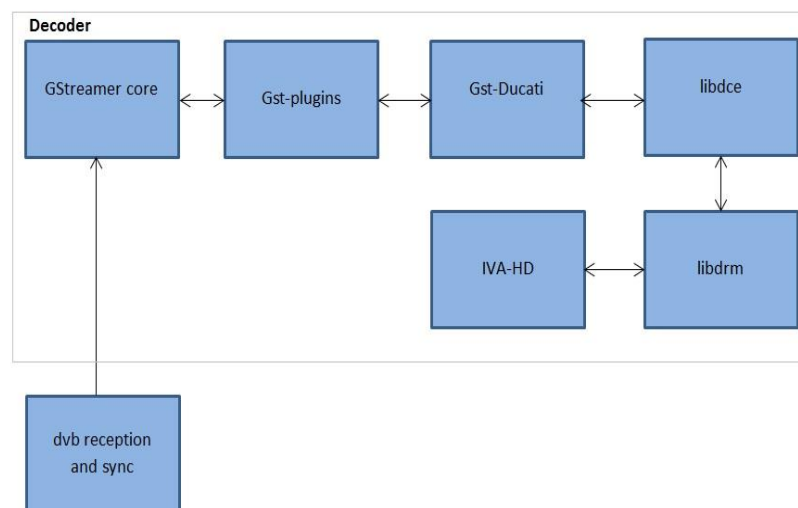 Decoder
GStreamer core
Gst-plugins
Gst-Ducati
libdce
IVA-HD
libdrm
dvb reception
and sync